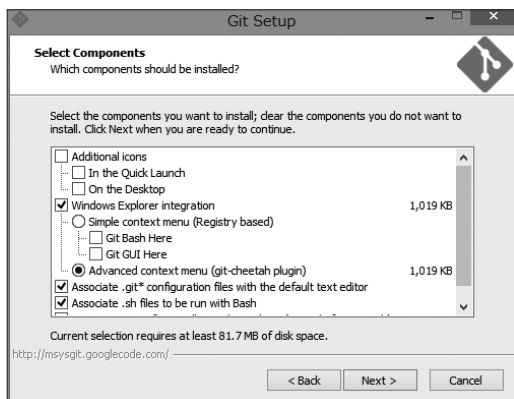 Git Setup
Select Components
Which components should be installed?
Select the components you want to install; clear the components you do not want to
install. Click Next when you are ready to continue.
Additional icons
In the Quick Launch
On the Desktop
Windows Explorer integration 1,019 KB
Simple context menu (Registry based)
Git Bash Here
Git GUI Here
Advanced context menu (git-cheetah plugin) 1,019 KB
Associate .git* configuration files with the default text editor
Associate .sh files to be run with Bash
Current selection requires at least 81.7 MB of disk space.
http://msysgit.googlecode.com/
< Back Next > Cancel